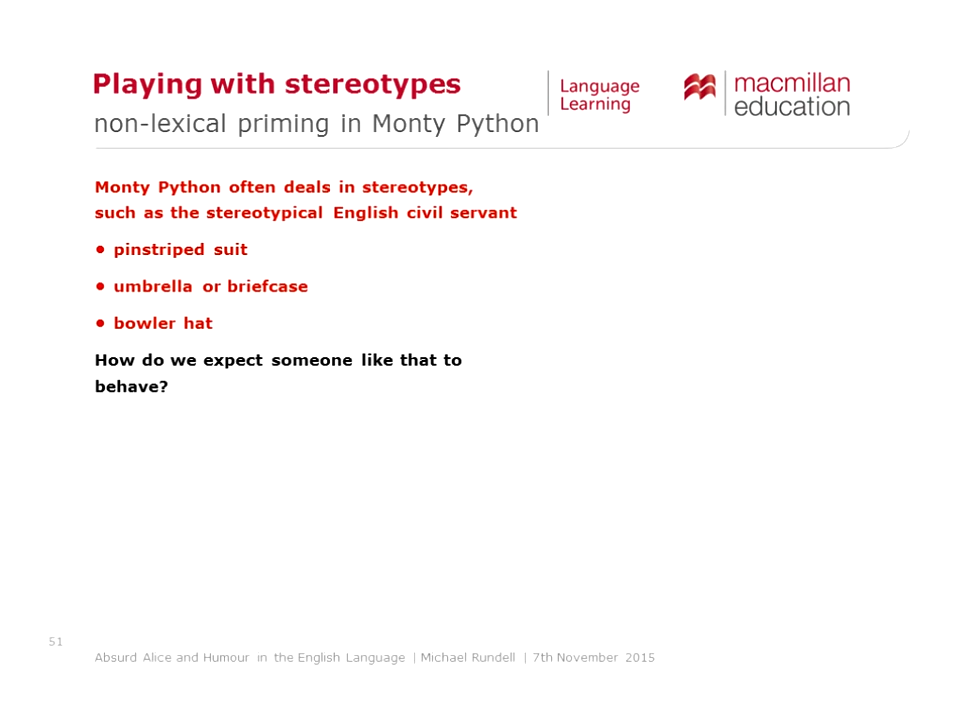 Playing with stereotypes
non-lexical priming in Monty Python
Language
Learning
macmillan
education
Monty Python often deals in stereotypes,
such as the stereotypical English civil servant
• pinstriped suit
• umbrella or briefcase
• bowler hat
How do we expect someone like that to
behave?
51
Absurd Alice and Humour in the English Language | Michael Rundell | 7th November 2015